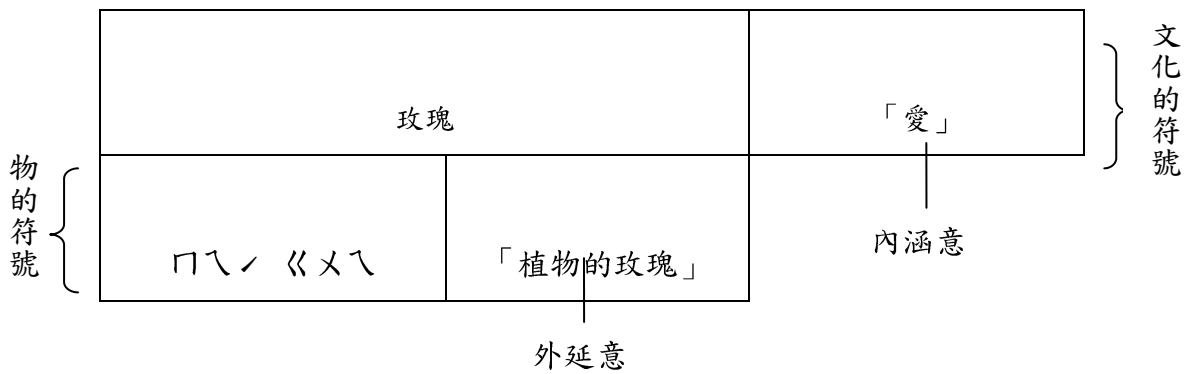 玫瑰
「愛」
文化的符號
物的符號
ㄇㄟˊ ㄍㄨㄟ
「植物的玫瑰」
內涵意
外延意